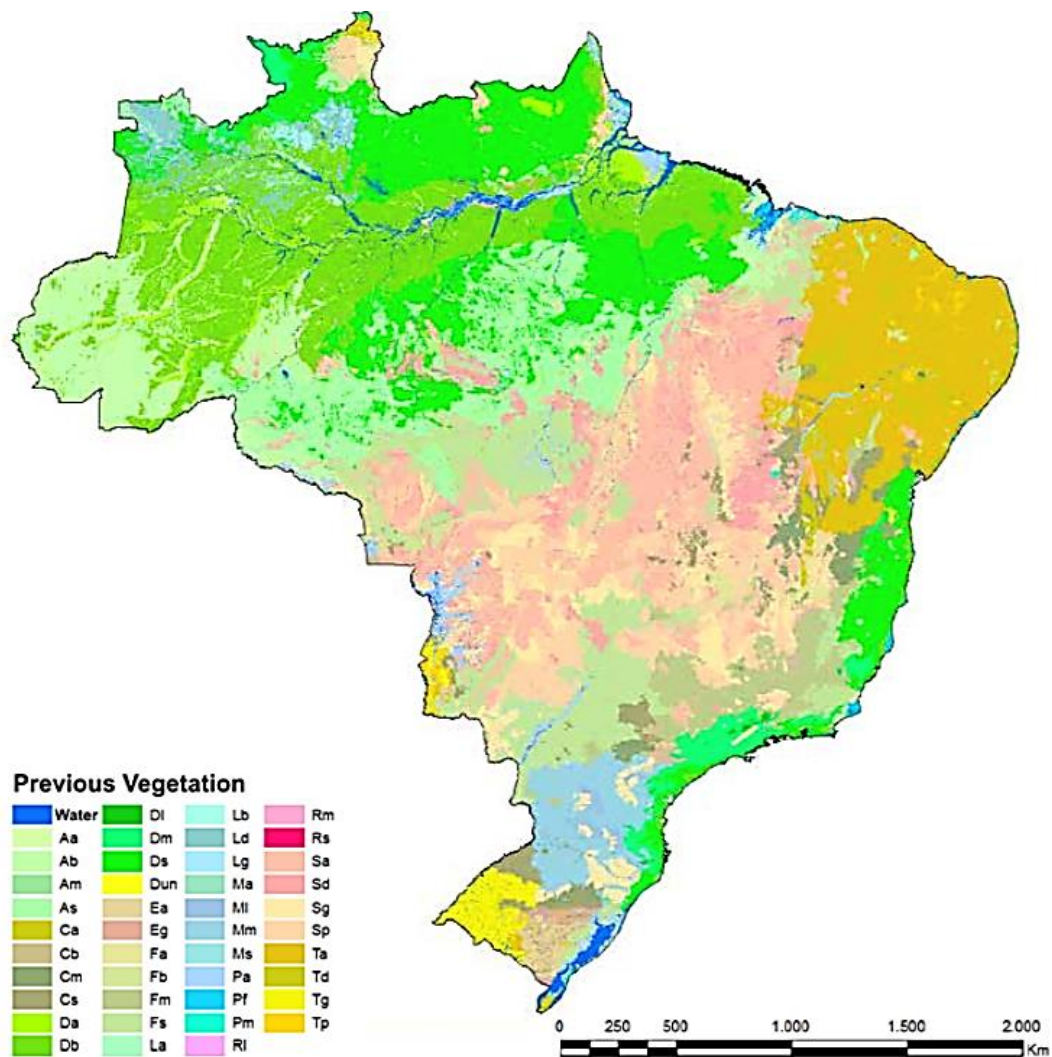 Previous Vegetation
Water
Aa
Ab
Am
As
Ca
Cb
Cm
Cs
Da
Db
Dl
Dm
Ds
Dun
Ea
Eg
Fa
Fb
Fm
Fs
La
Lb
Ld
Lg
Ma
Ml
Mm
Ms
Pa
Pf
Pm
Rl
Rm
Rs
Sa
Sd
Sg
Sp
Ta
Td
Tg
Tp
0 250 500 1.000 1.500 2.000
Km